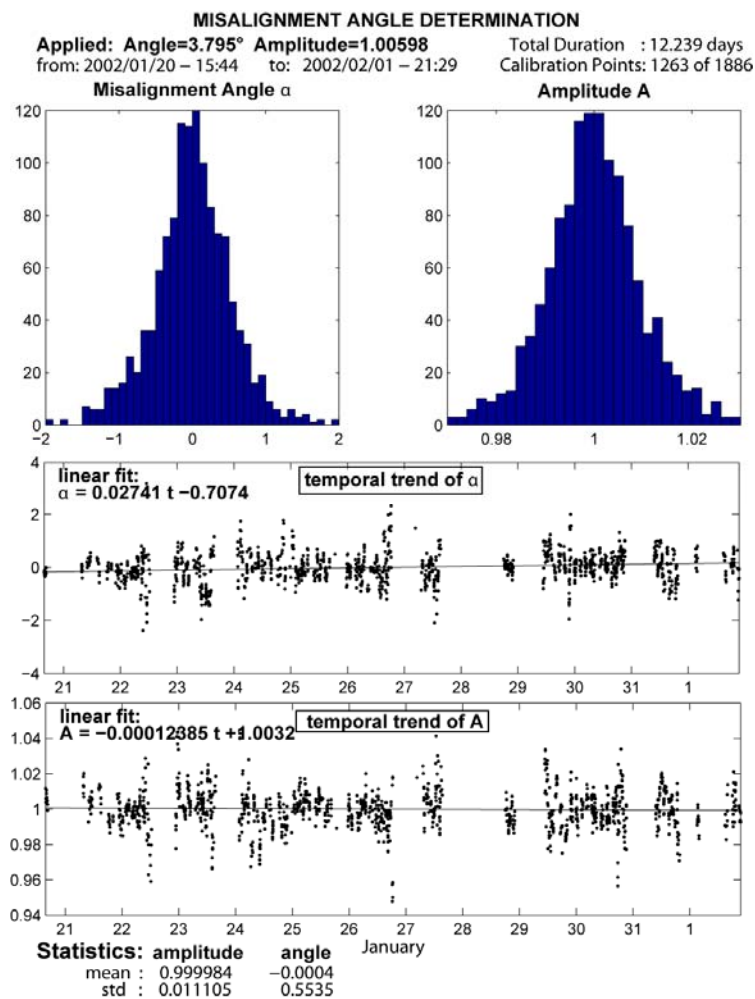 MISALIGNMENT ANGLE DETERMINATION
Applied: Angle=3.795° Amplitude=1.00598 Total Duration : 12.239 days
from: 2002/01/20 – 15:44 to: 2002/02/01 – 21:29 Calibration Points: 1263 of 1886
Misalignment Angle α Amplitude A
120 120
100 100
80 80
60 60
40 40
20 20
0 0
−2 −1 0 1 2 0.98 1 1.02
4
linear fit: temporal trend of α
α = 0.02741 t −0.7074
2
0
−2
−4
21 22 23 24 25 26 27 28 29 30 31 1
1.06
linear fit: temporal trend of A
A = −0.00012385 t +1.0032
1.04
1.02
1
0.98
0.96
0.94
21 22 23 24 25 26 27 28 29 30 31 1
January
Statistics: amplitude angle
mean : 0.999984 −0.0004
std : 0.011105 0.5535